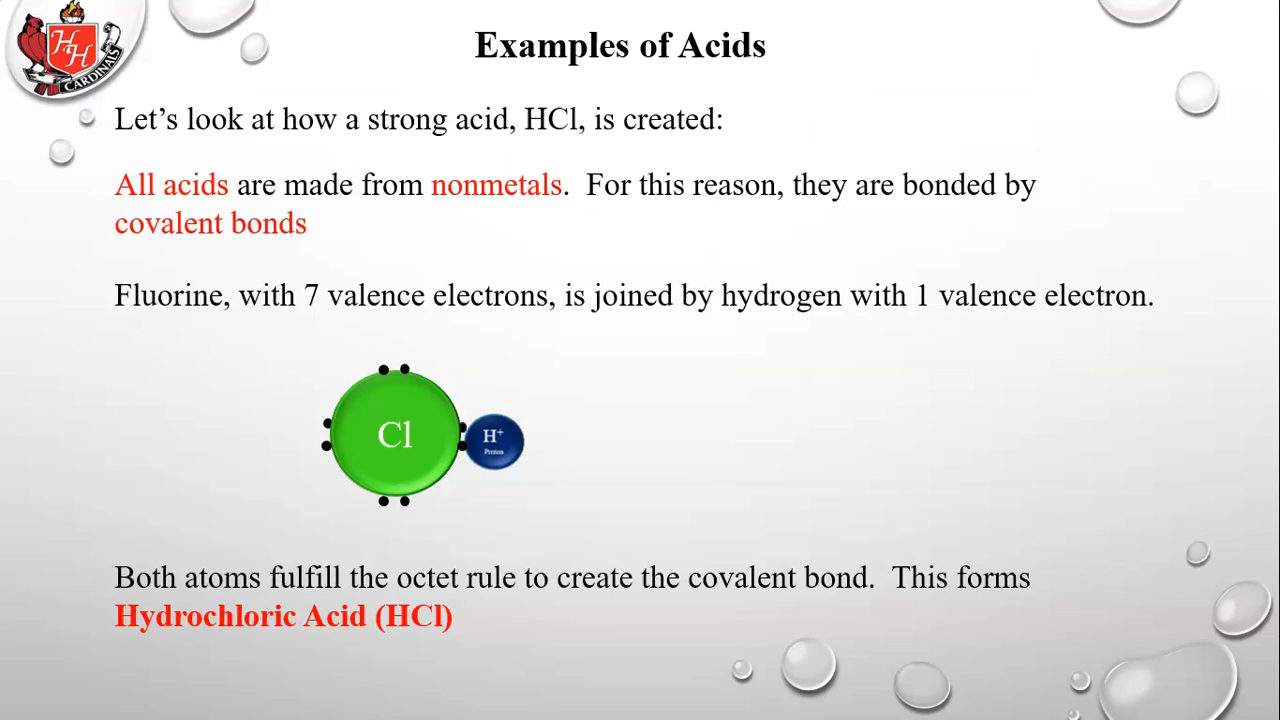 H
H
CARDINALS
Examples of Acids
Let’s look at how a strong acid, HCl, is created:
All acids are made from nonmetals.  For this reason, they are bonded by
covalent bonds
Fluorine, with 7 valence electrons, is joined by hydrogen with 1 valence electron.
Cl
H⁺
Proton
Both atoms fulfill the octet rule to create the covalent bond.  This forms
Hydrochloric Acid (HCl)